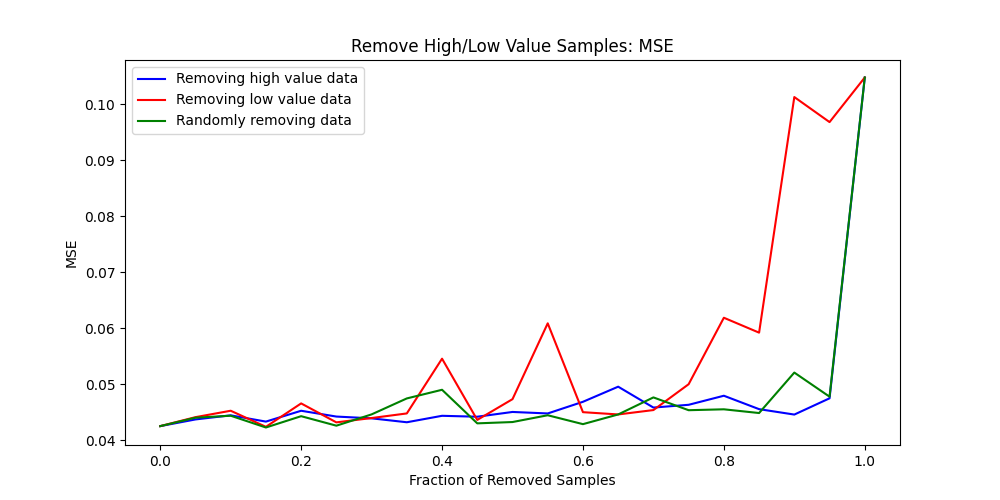 Remove High/Low Value Samples: MSE
Removing high value data
Removing low value data
Randomly removing data
MSE
0.10
0.09
0.08
0.07
0.06
0.05
0.04
0.0 0.2 0.4 0.6 0.8 1.0
Fraction of Removed Samples